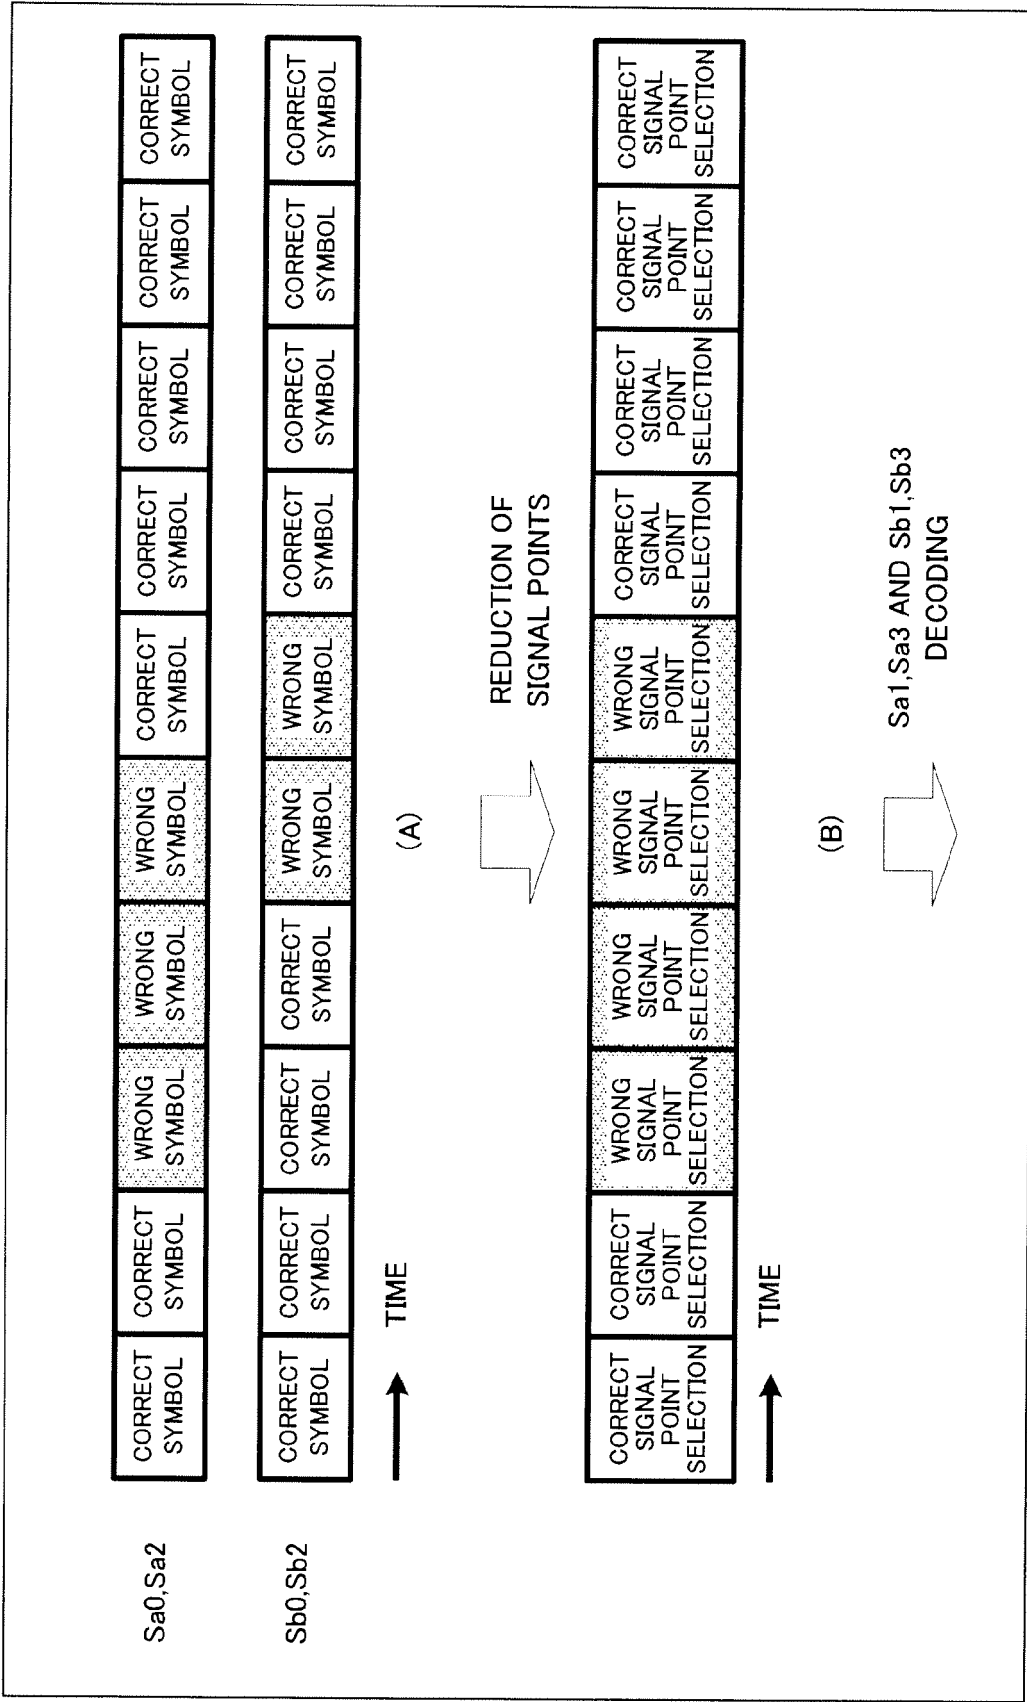 Sa0,Sa2
CORRECT
SYMBOL
CORRECT
SYMBOL
WRONG
SYMBOL
WRONG
SYMBOL
WRONG
SYMBOL
CORRECT
SYMBOL
CORRECT
SYMBOL
CORRECT
SYMBOL
CORRECT
SYMBOL
CORRECT
SYMBOL
Sb0,Sb2
CORRECT
SYMBOL
CORRECT
SYMBOL
CORRECT
SYMBOL
CORRECT
SYMBOL
WRONG
SYMBOL
WRONG
SYMBOL
CORRECT
SYMBOL
CORRECT
SYMBOL
CORRECT
SYMBOL
CORRECT
SYMBOL
TIME
(A)
REDUCTION OF
SIGNAL POINTS
CORRECT
SIGNAL
POINT
SELECTION
CORRECT
SIGNAL
POINT
SELECTION
WRONG
SIGNAL
POINT
SELECTION
WRONG
SIGNAL
POINT
SELECTION
WRONG
SIGNAL
POINT
SELECTION
WRONG
SIGNAL
POINT
SELECTION
CORRECT
SIGNAL
POINT
SELECTION
CORRECT
SIGNAL
POINT
SELECTION
CORRECT
SIGNAL
POINT
SELECTION
CORRECT
SIGNAL
POINT
SELECTION
TIME
(B)
Sa1,Sa3 AND Sb1,Sb3
DECODING